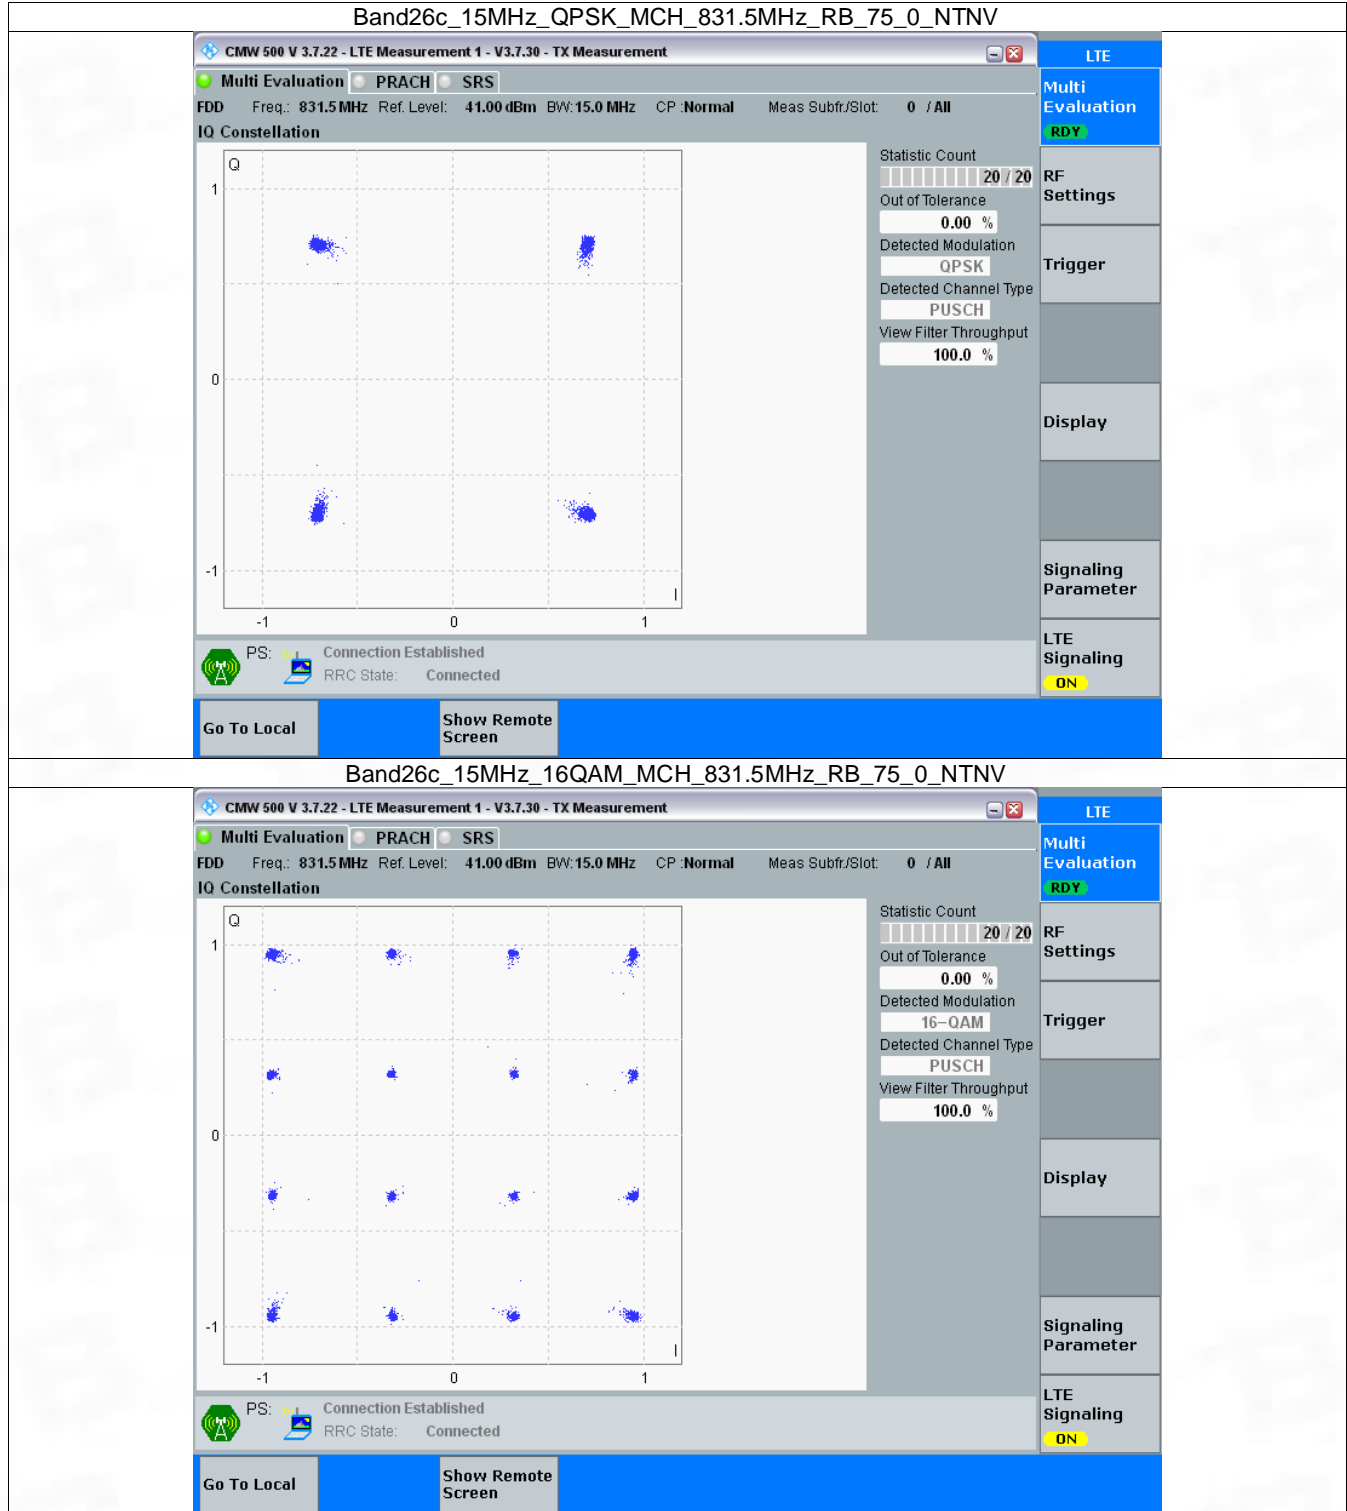 Band26c_15MHz_QPSK_MCH_831.5MHz_RB_75_0_NTNV
CMW 500 V 3.7.22 - LTE Measurement 1 - V3.7.30 - TX Measurement
LTE
Multi Evaluation PRACH SRS
Multi
Evaluation
RDY
FDD Freq.: 831.5 MHz Ref. Level: 41.00 dBm BW: 15.0 MHz CP : Normal Meas Subfr./Slot: 0 / All
IQ Constellation
Q
1
0
-1
-1 0 1
I
Statistic Count
20 / 20
Out of Tolerance
0.00 %
Detected Modulation
QPSK
Detected Channel Type
PUSCH
View Filter Throughput
100.0 %
RF
Settings
Trigger
Display
Signaling
Parameter
LTE
Signaling
ON
PS: Connection Established
RRC State: Connected
Go To Local
Show Remote
Screen
Band26c_15MHz_16QAM_MCH_831.5MHz_RB_75_0_NTNV
CMW 500 V 3.7.22 - LTE Measurement 1 - V3.7.30 - TX Measurement
LTE
Multi Evaluation PRACH SRS
Multi
Evaluation
RDY
FDD Freq.: 831.5 MHz Ref. Level: 41.00 dBm BW: 15.0 MHz CP : Normal Meas Subfr./Slot: 0 / All
IQ Constellation
Q
1
0
-1
-1 0 1
I
Statistic Count
20 / 20
Out of Tolerance
0.00 %
Detected Modulation
16-QAM
Detected Channel Type
PUSCH
View Filter Throughput
100.0 %
RF
Settings
Trigger
Display
Signaling
Parameter
LTE
Signaling
ON
PS: Connection Established
RRC State: Connected
Go To Local
Show Remote
Screen